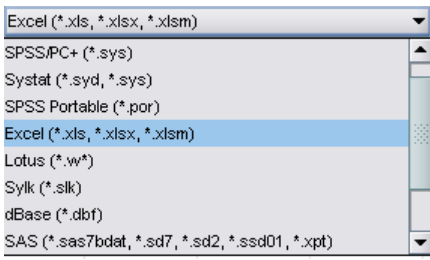 Excel (*.xls, *.xlsx, *.xlsm)
SPSS/PC+ (*.sys)
Systat (*.syd, *.sys)
SPSS Portable (*.por)
Excel (*.xls, *.xlsx, *.xlsm)
Lotus (*.w*)
Sylk (*.slk)
dBase (*.dbf)
SAS (*.sas7bdat, *.sd7, *.sd2, *.ssd01, *.xpt)